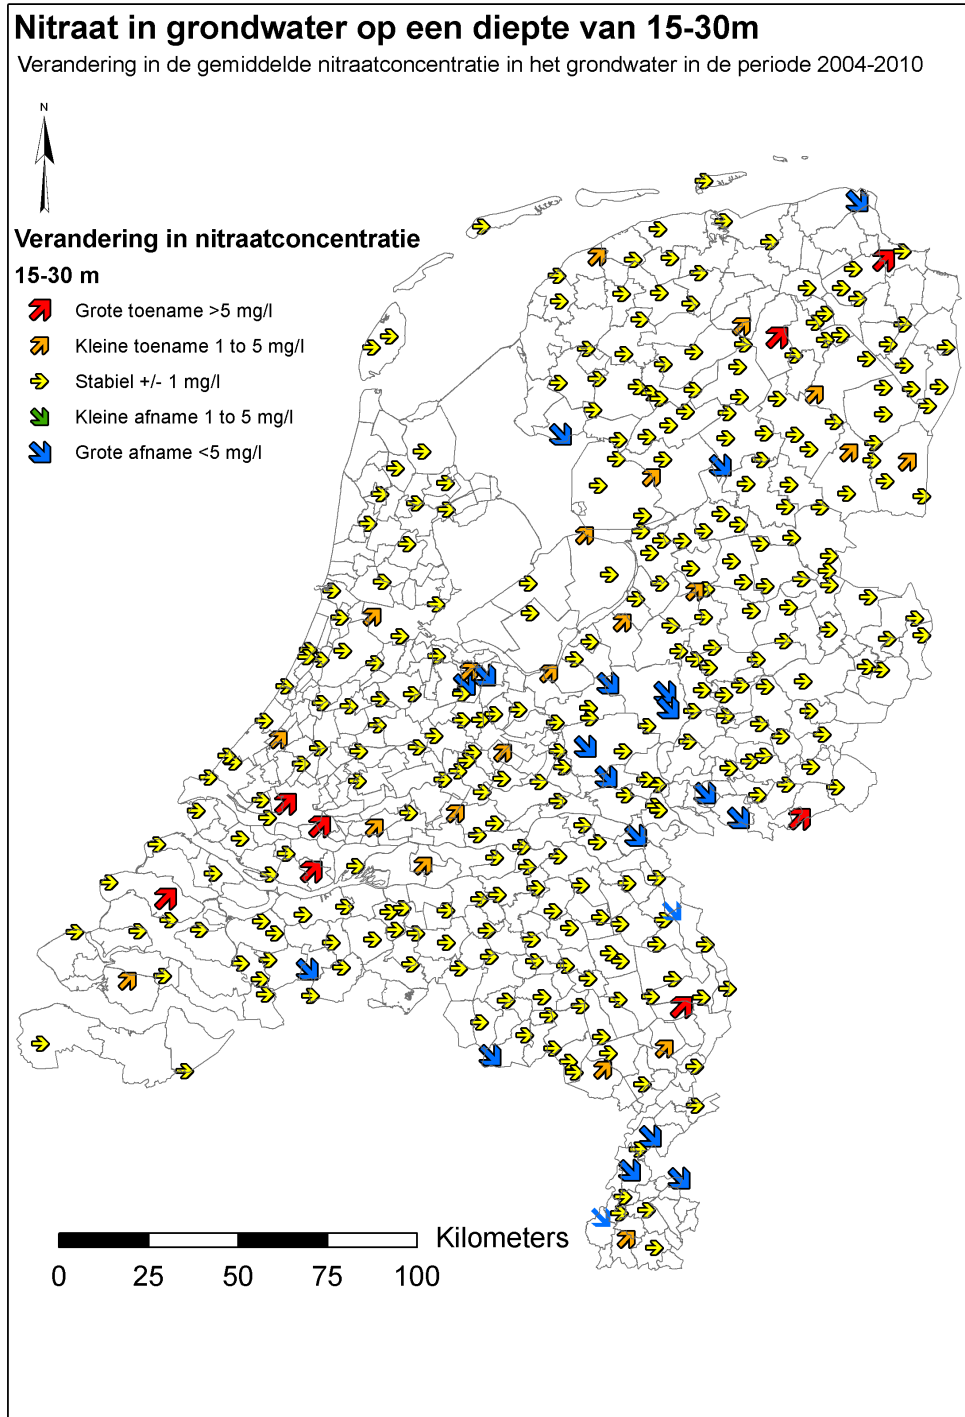 Nitraat in grondwater op een diepte van 15-30m
Verandering in de gemiddelde nitraatconcentratie in het grondwater in de periode 2004-2010
N
Verandering in nitraatconcentratie
15-30 m
Grote toename >5 mg/l
Kleine toename 1 to 5 mg/l
Stabiel +/- 1 mg/l
Kleine afname 1 to 5 mg/l
Grote afname <5 mg/l
Kilometers
0 25 50 75 100